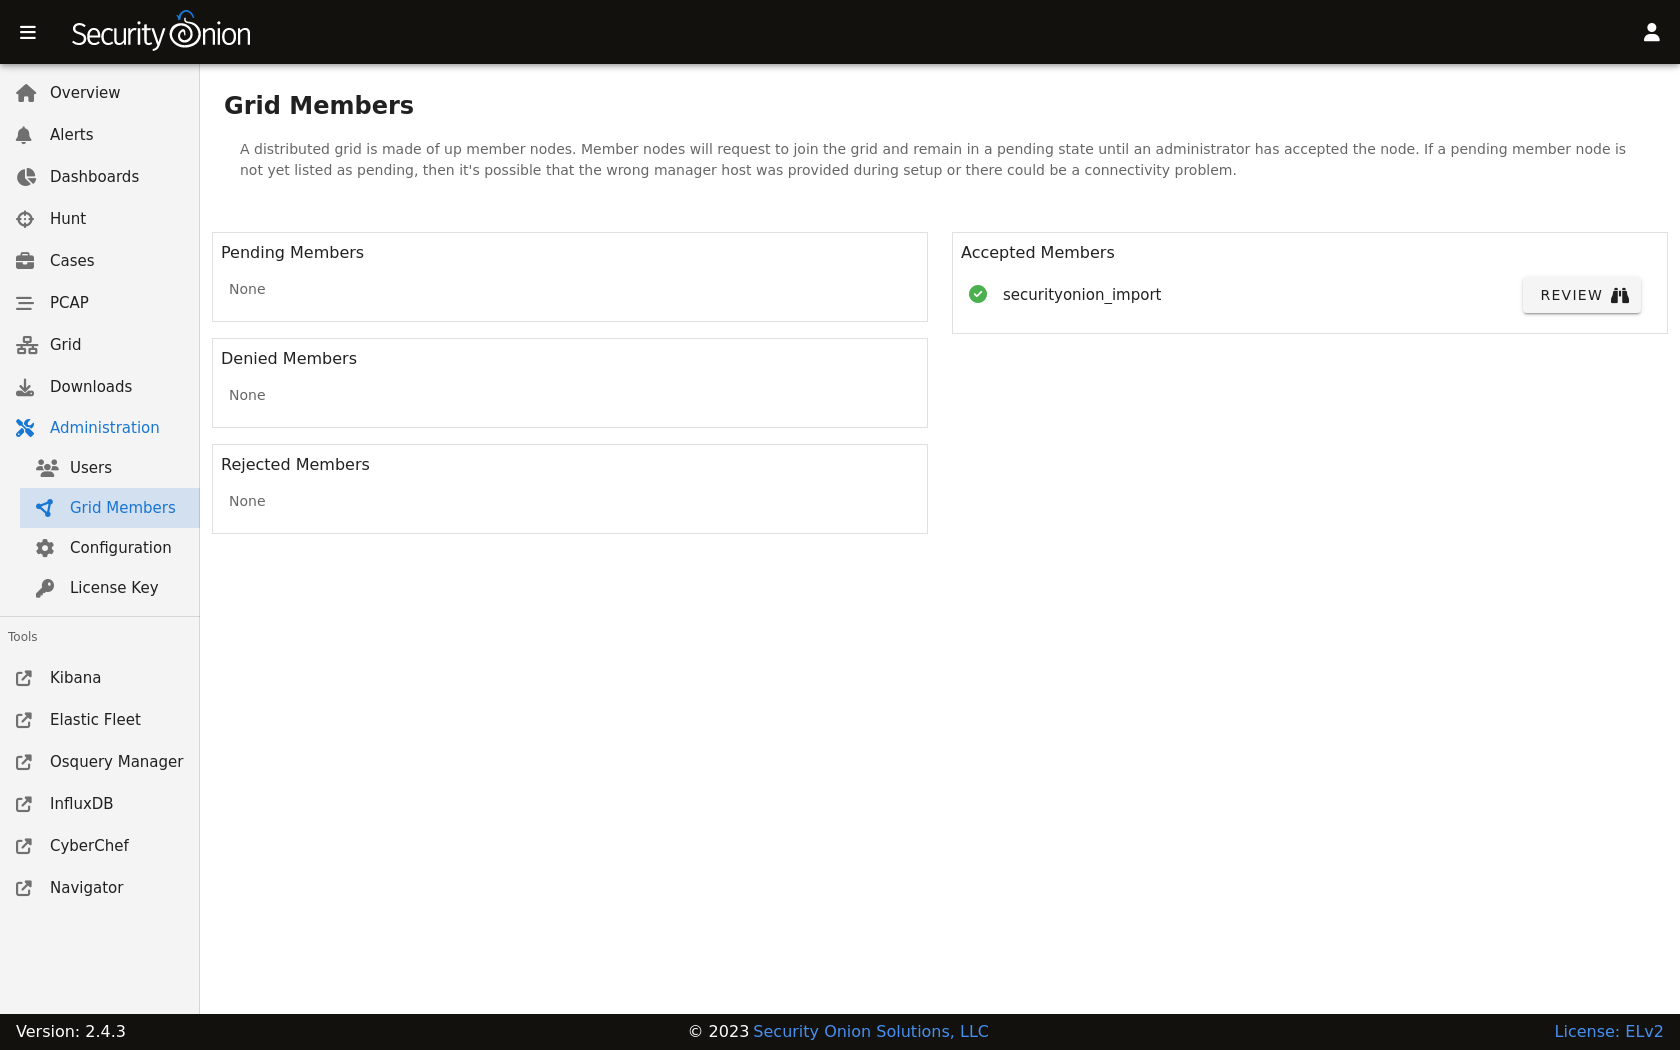 Security Onion
Overview
Alerts
Dashboards
Hunt
Cases
PCAP
Grid
Downloads
Administration
Users
Grid Members
Configuration
License Key
Tools
Kibana
Elastic Fleet
Osquery Manager
InfluxDB
CyberChef
Navigator
Grid Members
A distributed grid is made of up member nodes. Member nodes will request to join the grid and remain in a pending state until an administrator has accepted the node. If a pending member node is
not yet listed as pending, then it's possible that the wrong manager host was provided during setup or there could be a connectivity problem.
Pending Members
None
Denied Members
None
Rejected Members
None
Accepted Members
securityonion_import
REVIEW
Version: 2.4.3
© 2023 Security Onion Solutions, LLC
License: ELv2